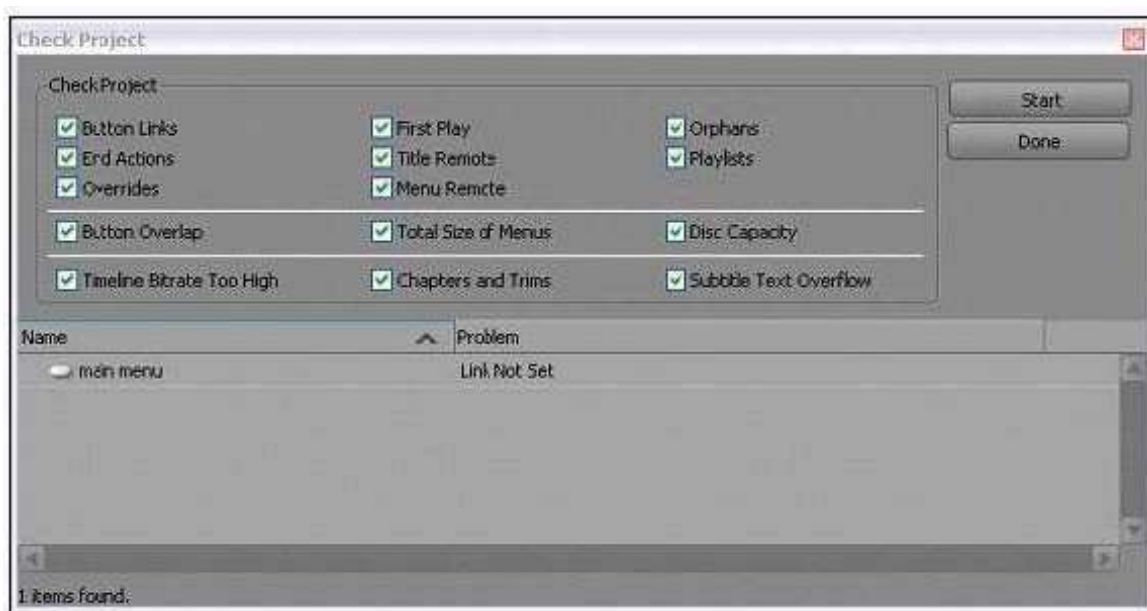 Check Project
Check Project
Start
Done
Button Links
First Play
Orphans
End Actions
Title Remote
Playlists
Overrides
Menu Remote
Button Overlap
Total Size of Menus
Disc Capacity
Timeline Bitrate Too High
Chapters and Trims
Subtitle Text Overflow
Name
Problem
main menu
Link Not Set
1 items found.